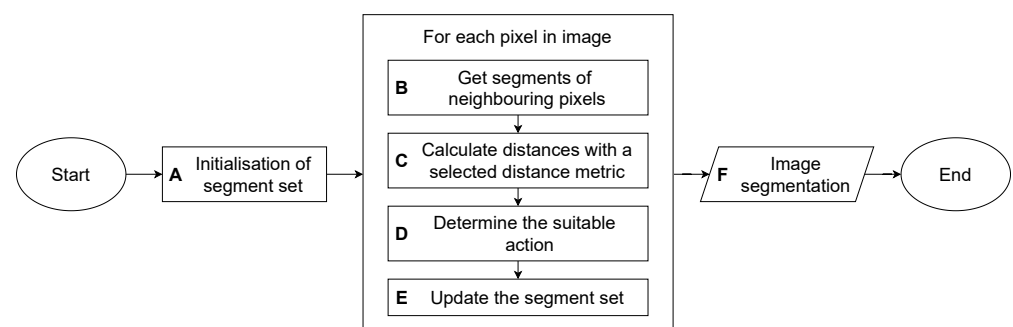 Start
A Initialisation of
segment set
For each pixel in image
B Get segments of
neighbouring pixels
C Calculate distances with a
selected distance metric
D Determine the suitable
action
E Update the segment set
F Image
segmentation
End